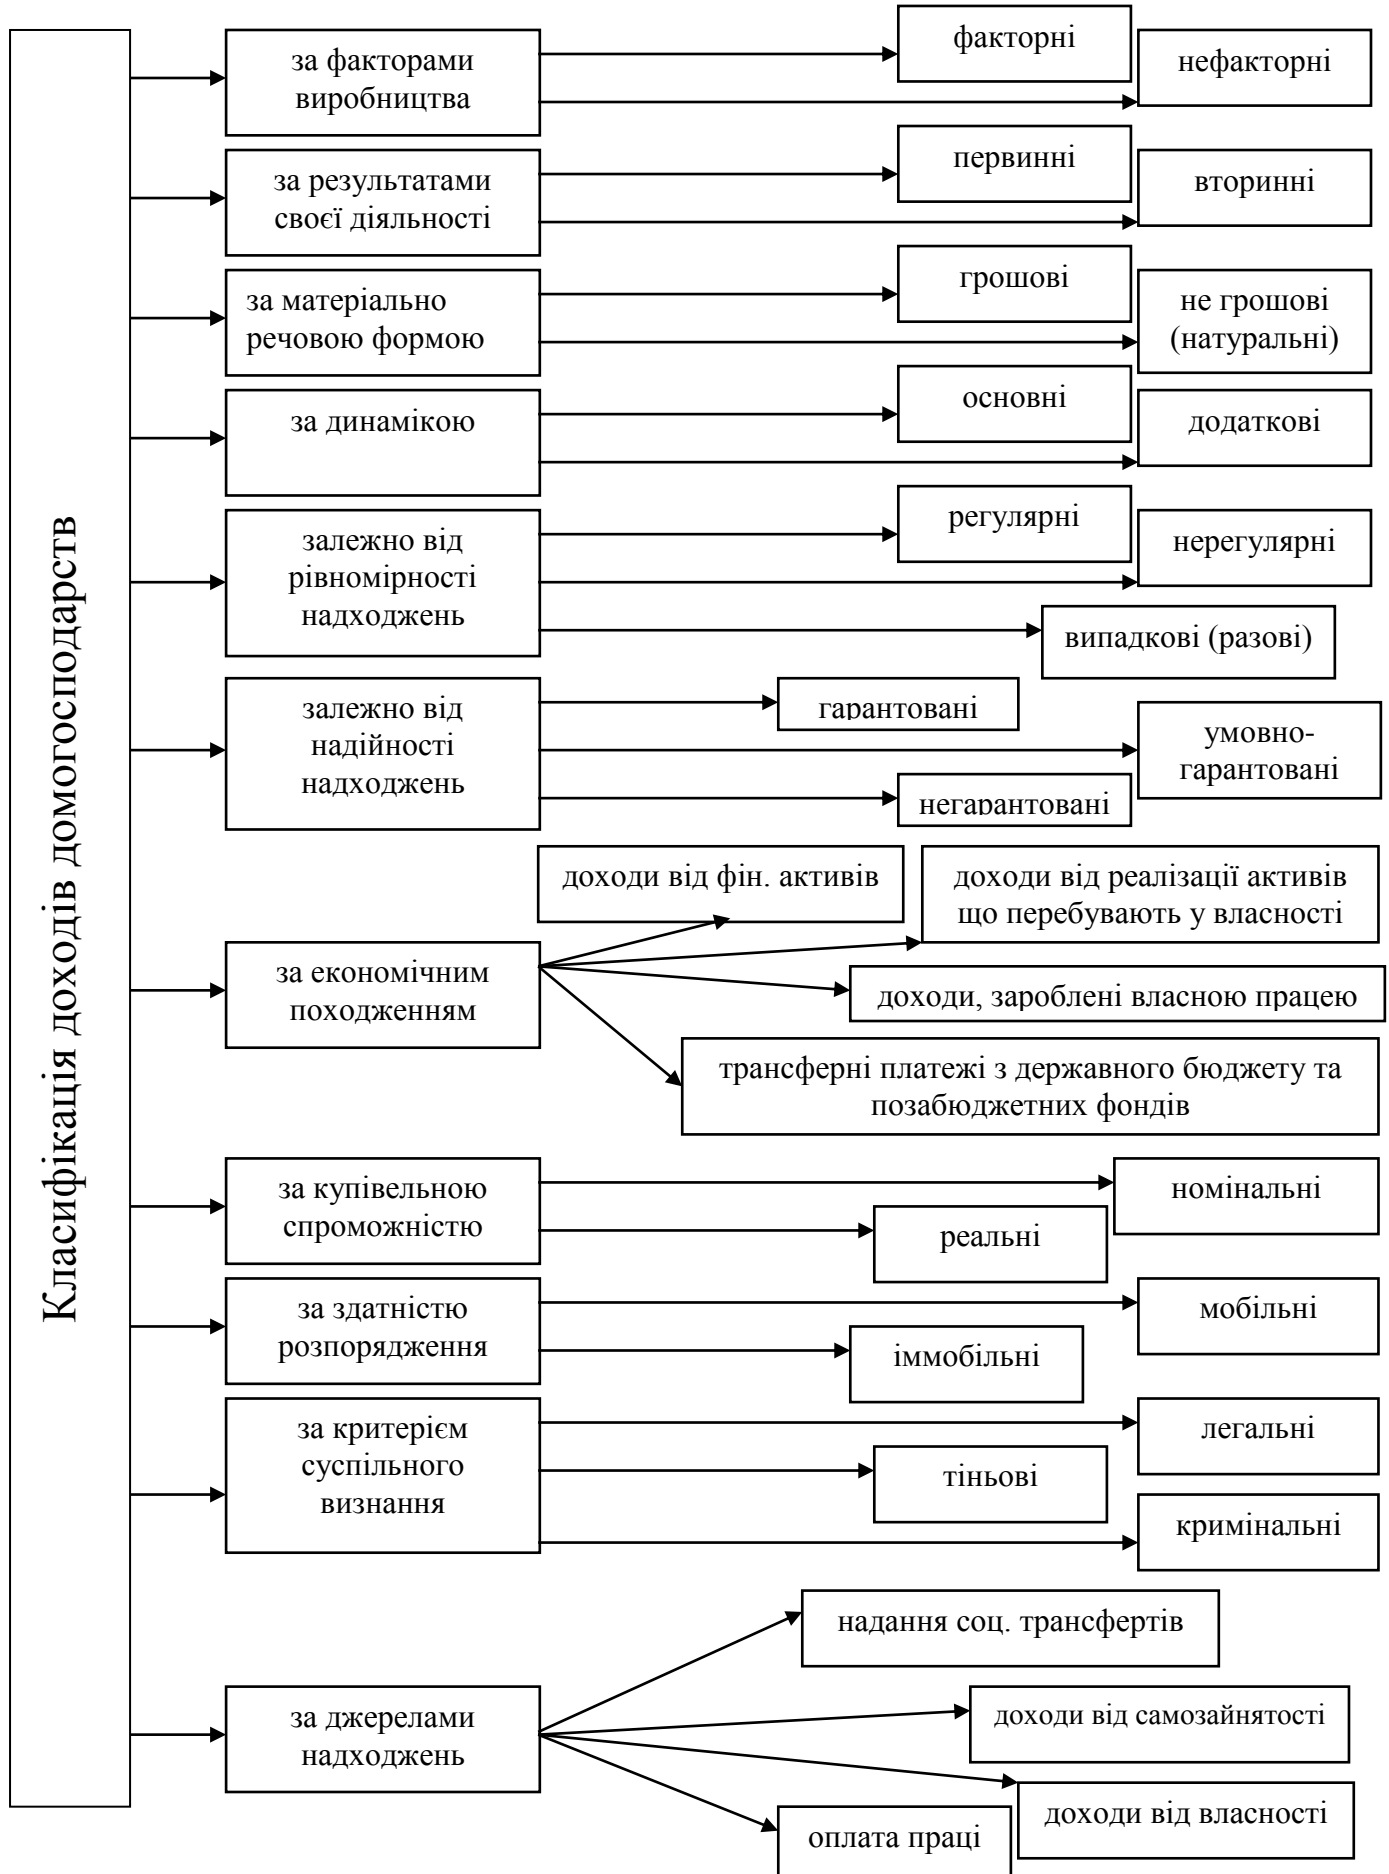 Класифікація доходів домогосподарств
за факторами
виробництва
факторні
нефакторні
за результатами
своєї діяльності
первинні
вторинні
за матеріально
речовою формою
грошові
не грошові
(натуральні)
за динамікою
основні
додаткові
залежно від
рівномірності
надходжень
регулярні
нерегулярні
випадкові (разові)
залежно від
надійності
надходжень
гарантовані
умовно-
гарантовані
негарантовані
за економічним
походженням
доходи від фін. активів
доходи від реалізації активів
що перебувають у власності
доходи, зароблені власною працею
трансферні платежі з державного бюджету та
позабюджетних фондів
за купівельною
спроможністю
номінальні
реальні
за здатністю
розпорядження
мобільні
іммобільні
за критерієм
суспільного
визнання
легальні
тіньові
кримінальні
за джерелами
надходжень
надання соц. трансфертів
доходи від самозайнятості
доходи від власності
оплата праці